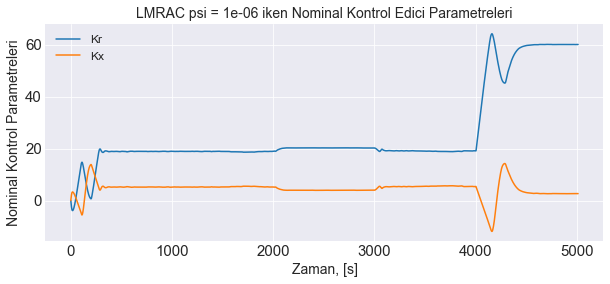 LMRAC psi = 1e-06 iken Nominal Kontrol Edici Parametreleri
Nominal Kontrol Parametreleri
60
40
20
0
Kr
Kx
0 1000 2000 3000 4000 5000
Zaman, [s]